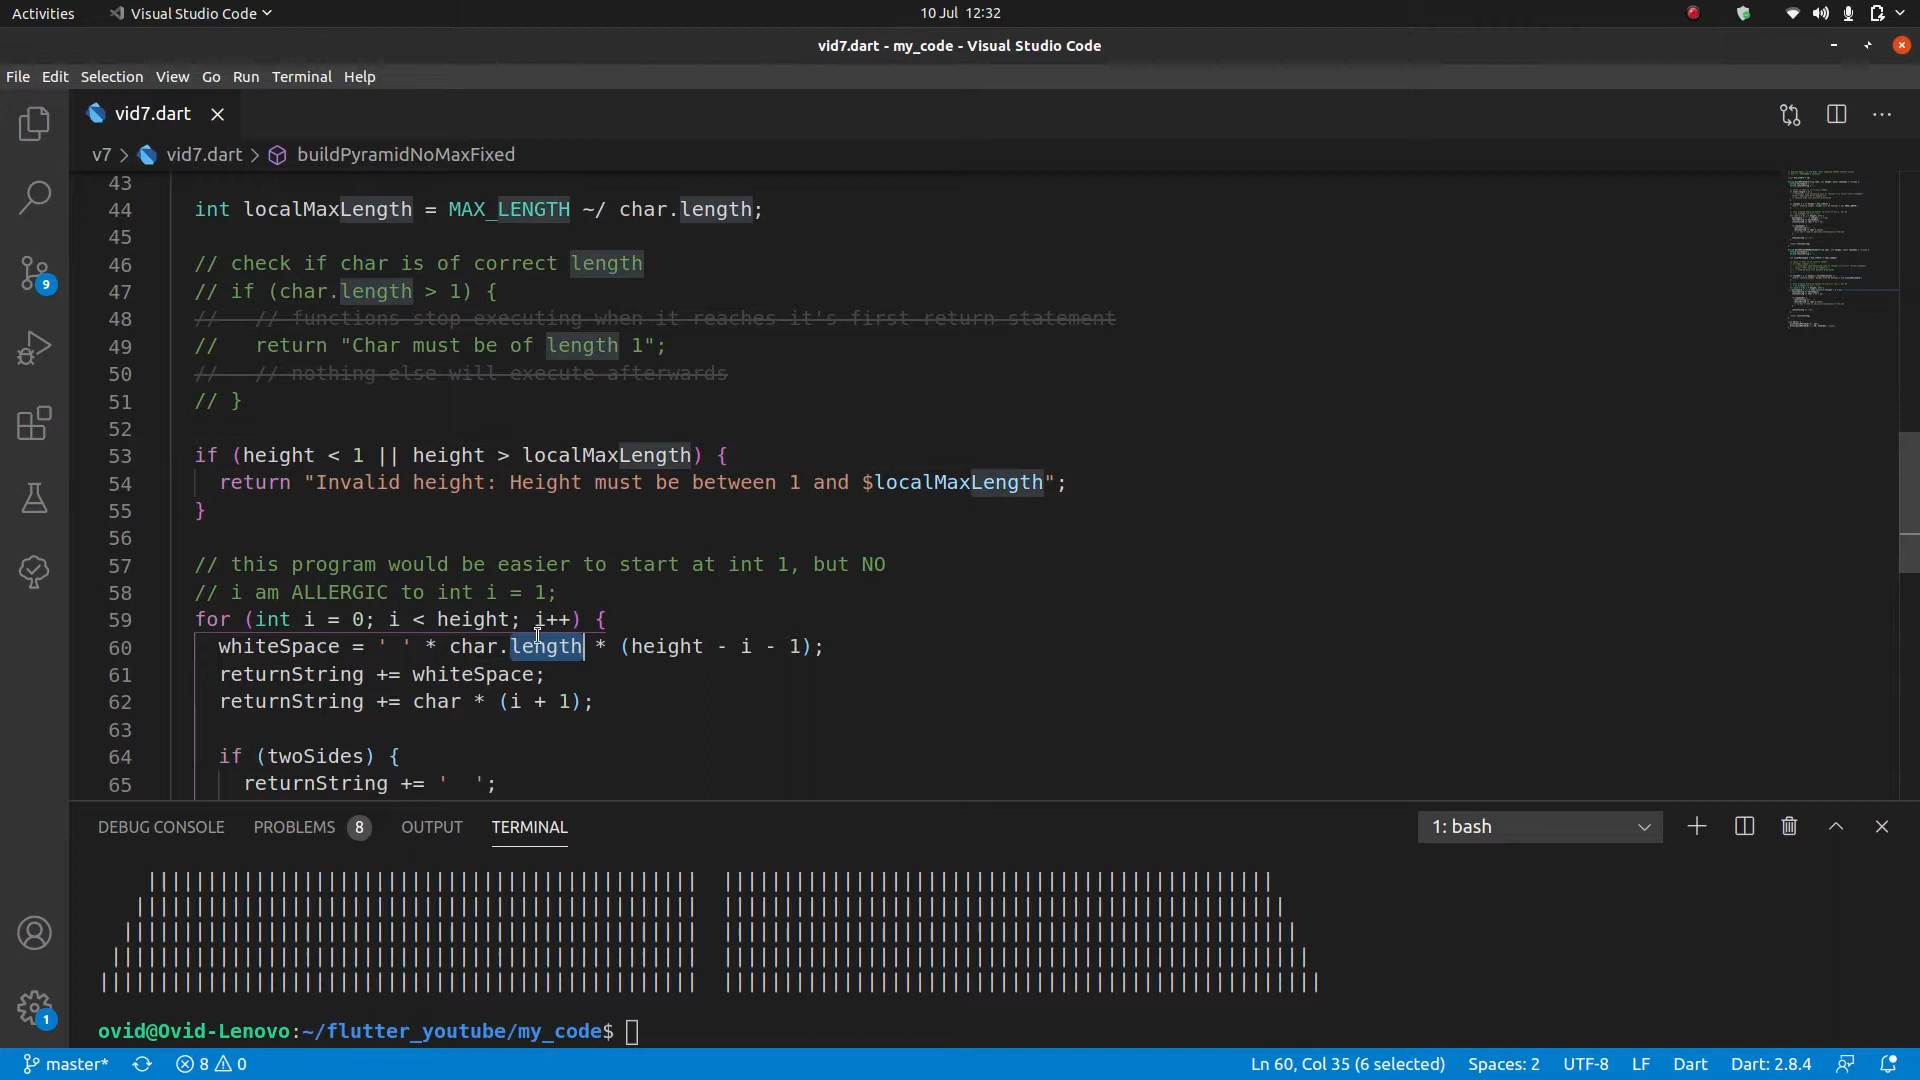 Activities
Visual Studio Code
10 Jul 12:32
vid7.dart - my_code - Visual Studio Code
File Edit Selection View Go Run Terminal Help
vid7.dart
v7 > vid7.dart > buildPyramidNoMaxFixed
43
44 int localMaxLength = MAX_LENGTH ~/ char.length;
45
46 // check if char is of correct length
47 // if (char.length > 1) {
48 //   // functions stop executing when it reaches it's first return statement
49 //   return "Char must be of length 1";
50 //   // nothing else will execute afterwards
51 // }
52
53 if (height < 1 || height > localMaxLength) {
54 return "Invalid height: Height must be between 1 and $localMaxLength";
55 }
56
57 // this program would be easier to start at int 1, but NO
58 // i am ALLERGIC to int i = 1;
59 for (int i = 0; i < height; i++) {
60 whiteSpace = ' ' * char.length * (height - i - 1);
61 returnString += whiteSpace;
62 returnString += char * (i + 1);
63
64 if (twoSides) {
65 returnString += '  ';
9
DEBUG CONSOLE PROBLEMS 8 OUTPUT TERMINAL
1: bash
ovid@Ovid-Lenovo:~/flutter_youtube/my_code$
1
master* 8 0 Ln 60, Col 35 (6 selected) Spaces: 2 UTF-8 LF Dart Dart: 2.8.4